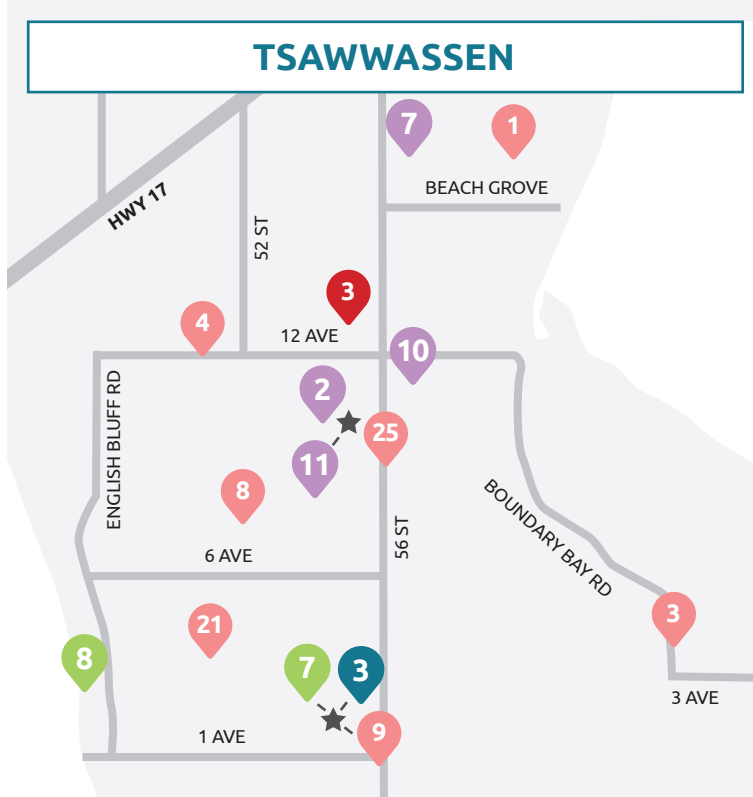 TSAWWASSEN
7
1
BEACH GROVE
HWY 17
52 ST
3
4
12 AVE
10
2
25
11
8
ENGLISH BLUFF RD
56 ST
BOUNDARY BAY RD
6 AVE
21
3
8
7
3
3 AVE
9
1 AVE